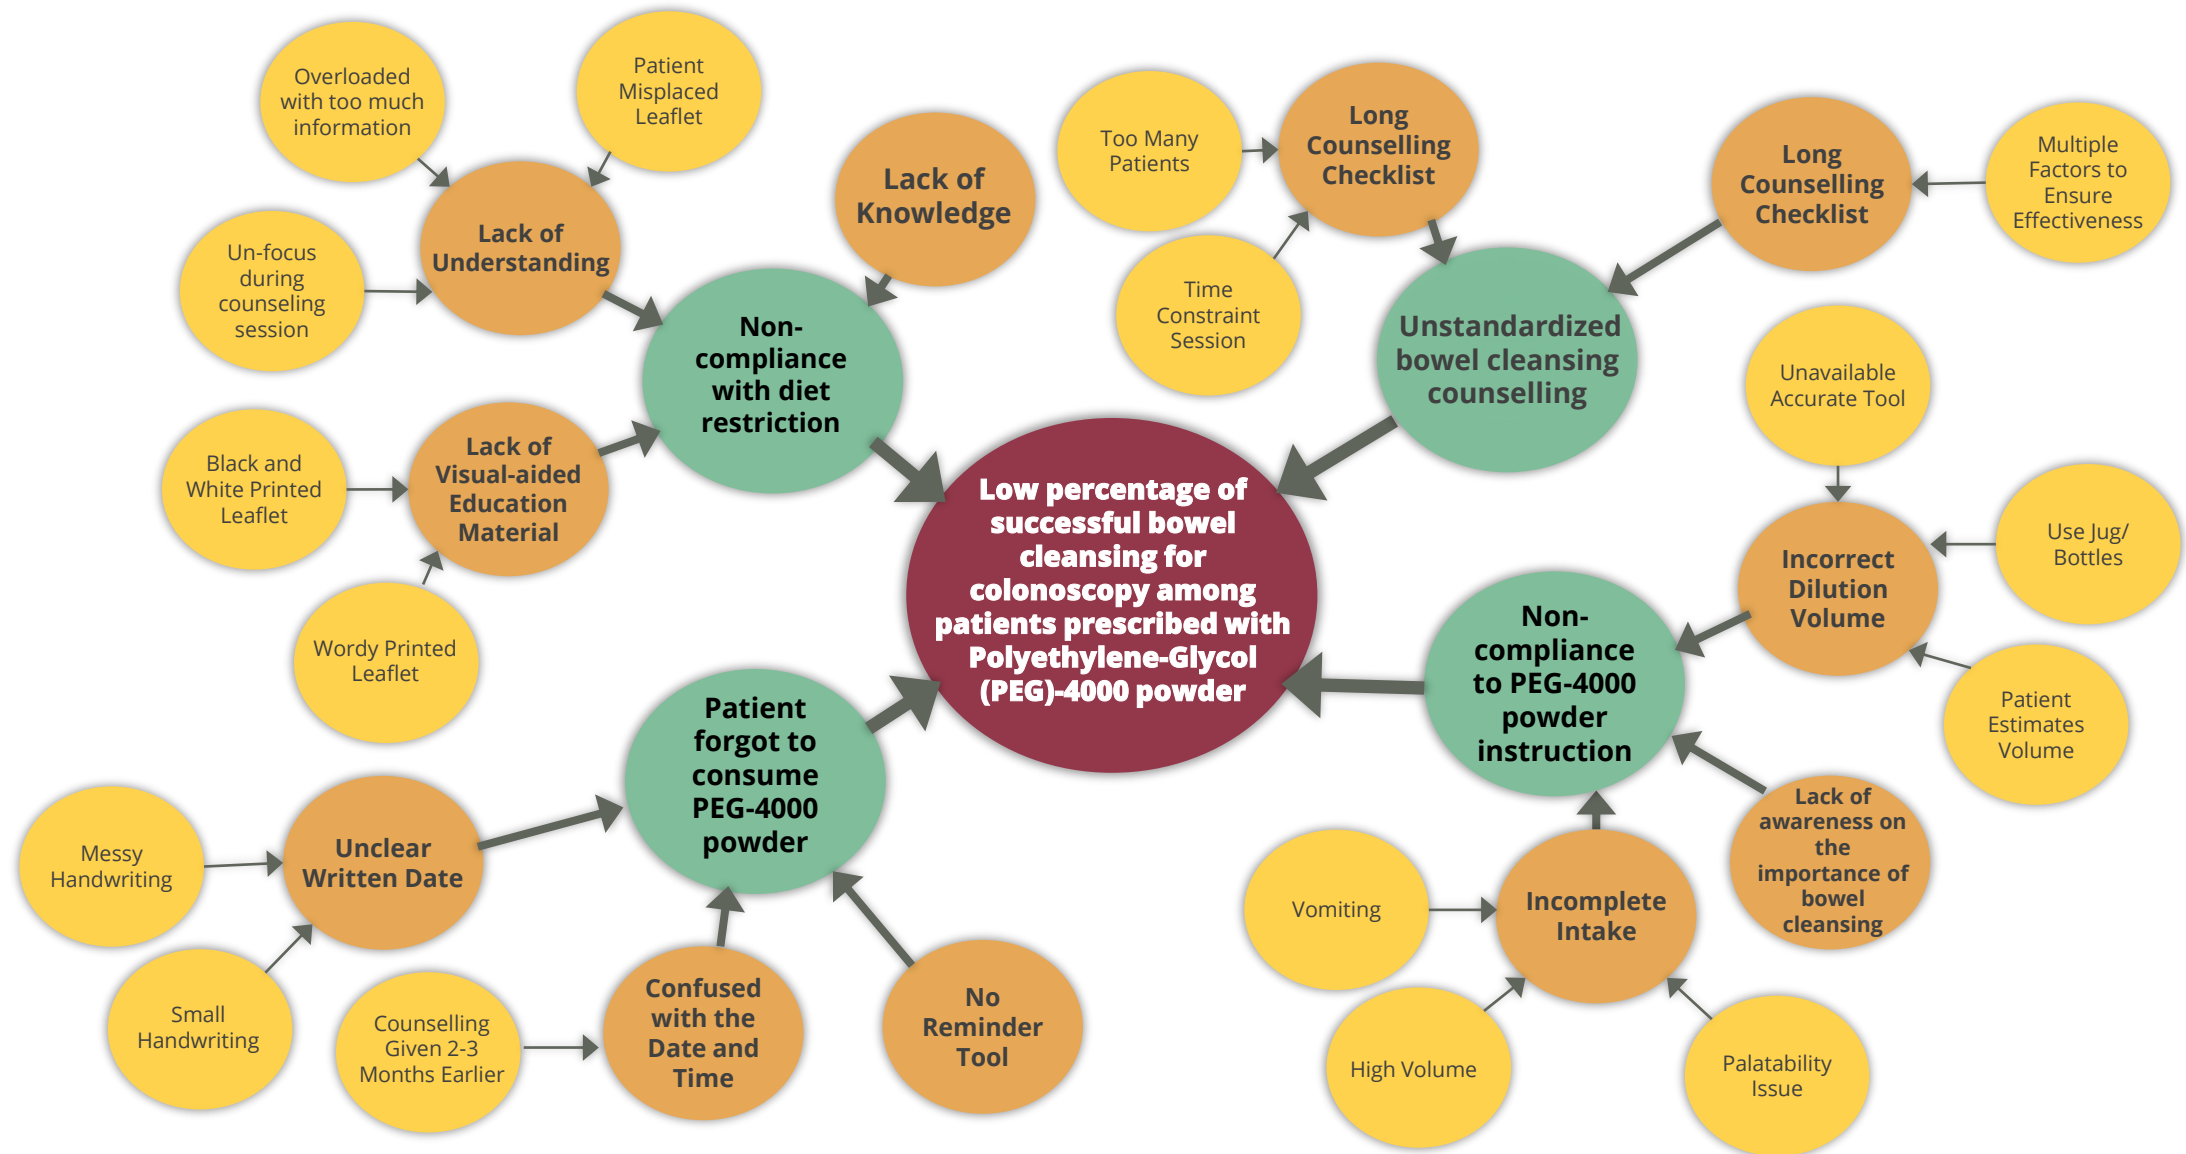 Overloaded
with too much
information
Patient
Misplaced
Leaflet
Un-focus
during
counseling
session
Lack of
Understanding
Lack of
Knowledge
Black and
White Printed
Leaflet
Wordy Printed
Leaflet
Lack of
Visual-aided
Education
Material
Non-
compliance
with diet
restriction
Too Many
Patients
Time
Constraint
Session
Long
Counselling
Checklist
Long
Counselling
Checklist
Multiple
Factors to
Ensure
Effectiveness
Unstandardized
bowel cleansing
counselling
Low percentage of
successful bowel
cleansing for
colonoscopy among
patients prescribed with
Polyethylene-Glycol
(PEG)-4000 powder
Unavailable
Accurate Tool
Use Jug/
Bottles
Patient
Estimates
Volume
Incorrect
Dilution
Volume
Non-
compliance
to PEG-4000
powder
instruction
Lack of
awareness on
the
importance of
bowel
cleansing
Vomiting
High Volume
Palatability
Issue
Incomplete
Intake
Patient
forgot to
consume
PEG-4000
powder
Messy
Handwriting
Small
Handwriting
Unclear
Written Date
Counselling
Given 2-3
Months Earlier
Confused
with the
Date and
Time
No
Reminder
Tool